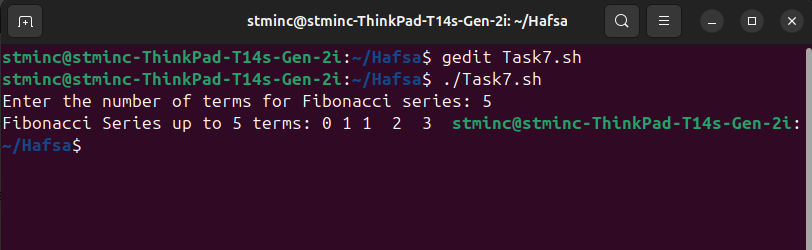 stminc@stminc-ThinkPad-T14s-Gen-2i: ~/Hafsa
stminc@stminc-ThinkPad-T14s-Gen-2i:~/Hafsa$ gedit Task7.sh
stminc@stminc-ThinkPad-T14s-Gen-2i:~/Hafsa$ ./Task7.sh
Enter the number of terms for Fibonacci series: 5
Fibonacci Series up to 5 terms: 0 1 1  2  3  stminc@stminc-ThinkPad-T14s-Gen-2i:
~/Hafsa$